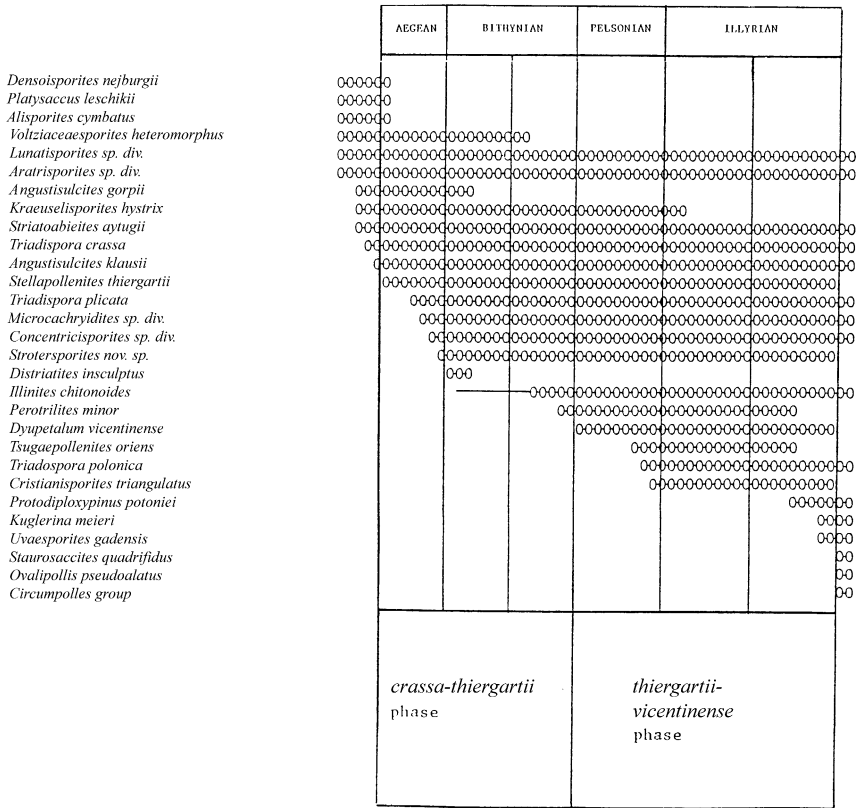 AEGEAN BITHYNIAN PELSONIAN ILLYRIAN
Densoisporites nejburgii
Platysaccus leschikii
Alisporites cymbatus
Voltziaceaesporites heteromorphus
Lunatisporites sp. div.
Aratrisporites sp. div.
Angustisulcites gorpii
Kraeuselisporites hystrix
Striatoabieites aytugii
Triadispora crassa
Angustisulcites klausii
Stellapollenites thiergartii
Triadispora plicata
Microcachryidites sp. div.
Concentricisporites sp. div.
Strotersporites nov. sp.
Distriatites insculptus
Illinites chitonoides
Perotrilites minor
Dyupetalum vicentinense
Tsugaepollenites oriens
Triadospora polonica
Cristianisporites triangulatus
Protodiploxypinus potoniei
Kuglerina meieri
Uvaesporites gadensis
Staurosaccites quadrifidus
Ovalipollis pseudoalatus
Circumpolles group
crassa-thiergartii
phase
thiergartii-
vicentinense
phase